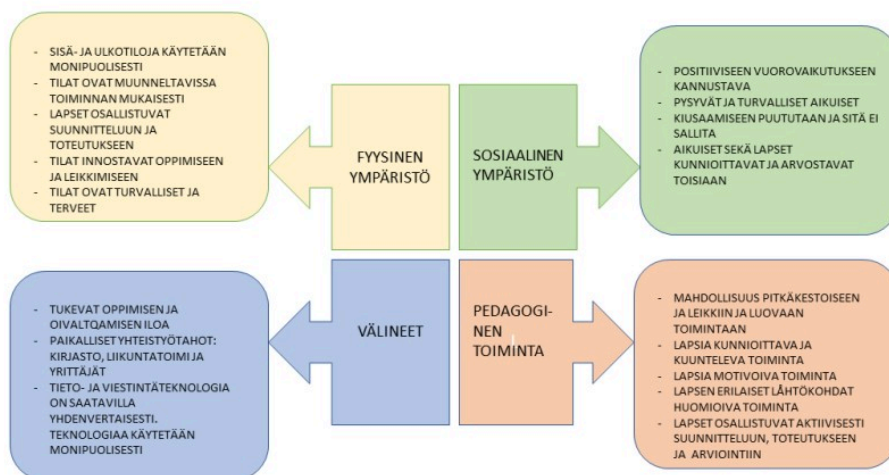 - SISÄ- JA ULKOTILOJA KÄYTETÄÄN
MONIPUOLISESTI
- TILAT OVAT MUUNNELTAVISSA
TOIMINNAN MUKAISESTI
- LAPSET OSALLISTUVAT
SUUNNITTELUUN JA
TOTEUTUKSEEN
- TILAT INNOSTAVAT OPPIMISEEN
JA LEIKKIMISEEN
- TILAT OVAT TURVALLISET JA
TERVEET
FYYSINEN
YMPÄRISTÖ
SOSIAALINEN
YMPÄRISTÖ
- POSITIIVISEEN VUOROVAIKUTUKSEEN
KANNUSTAVA
- PYSYVÄT JA TURVALLISET AIKUISET
- KIUSAAMISEEN PUUTUTAAN JA SITÄ EI
SALLITA
- AIKUISET SEKÄ LAPSET
KUNNIOITTAVAT JA ARVOSTAVAT
TOISIAAN
- TUKEVAT OPPIMISEN JA
OIVALTQAMISEN ILOA
- PAIKALLISET YHTEISTYÖTAHOT:
KIRJASTO, LIIKUNTATOIMI JA
YRITTÄJÄT
- TIETO- JA VIESTINTÄTEKNOLOGIA
ON SAATAVILLA
YHDENVERTAISESTI.
TEKNOLOGIAA KÄYTETÄÄN
MONIPUOLISESTI
VÄLINEET
PEDAGOGI-
NEN
TOIMINTA
- MAHDOLLISUUS PITKÄKESTOISEEN
JA LEIKKIIN JA LUOVAAN
TOIMINTAAN
- LAPSIA KUNNIOITTAVA JA
KUUNTELEVA TOIMINTA
- LAPSIA MOTIVOIVA TOIMINTA
- LAPSEN ERILAISET LÅHTÖKOHDAT
HUOMIOIVA TOIMINTA
- LAPSET OSALLISTUVAT AKTIIVISESTI
SUUNNITTELUUN, TOTEUTUKSEEN
JA ARVIOINTIIN